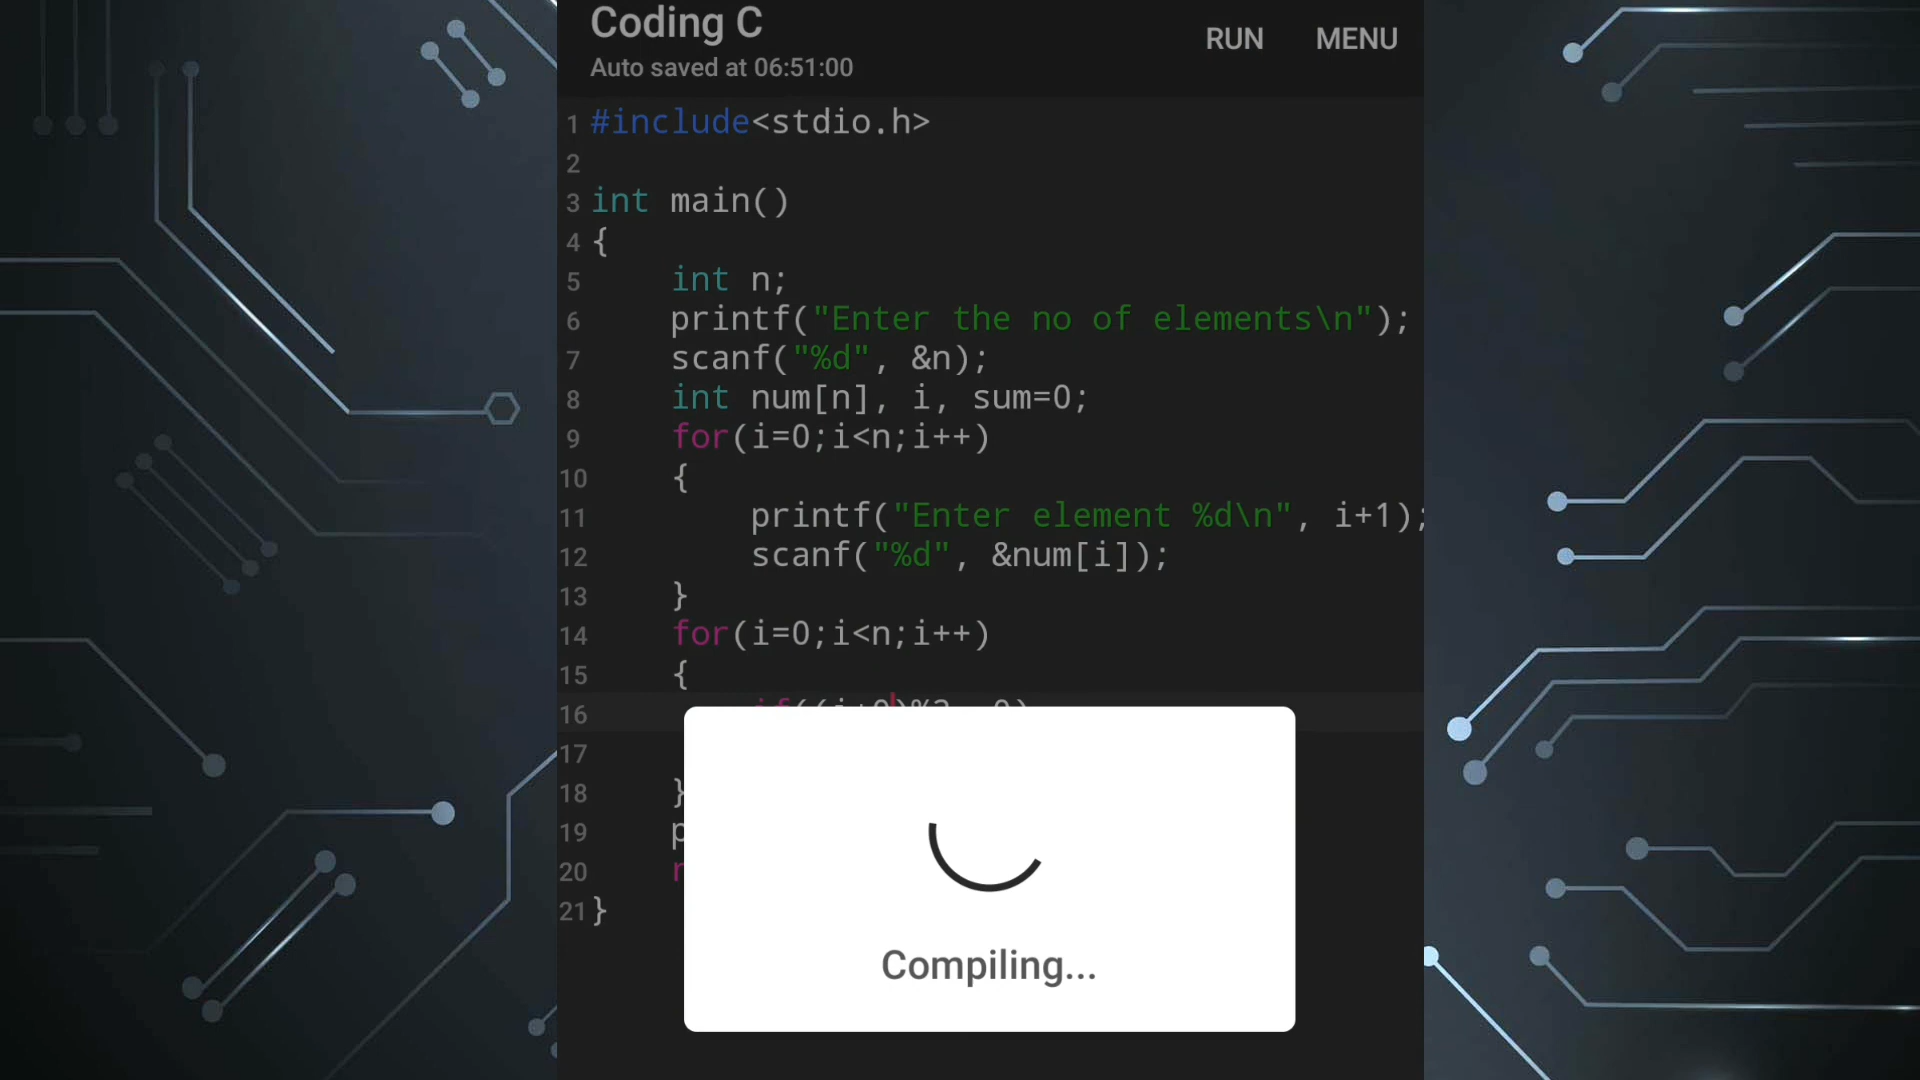 Coding C
RUN MENU
Auto saved at 06:51:00
1 #include<stdio.h>
2
3 int main()
4 {
5 int n;
6 printf("Enter the no of elements\n");
7 scanf("%d", &n);
8 int num[n], i, sum=0;
9 for(i=0;i<n;i++)
10 {
11 printf("Enter element %d\n", i+1);
12 scanf("%d", &num[i]);
13 }
14 for(i=0;i<n;i++)
15 {
16
17
18 }
19 p
20 r
21 }
Compiling...